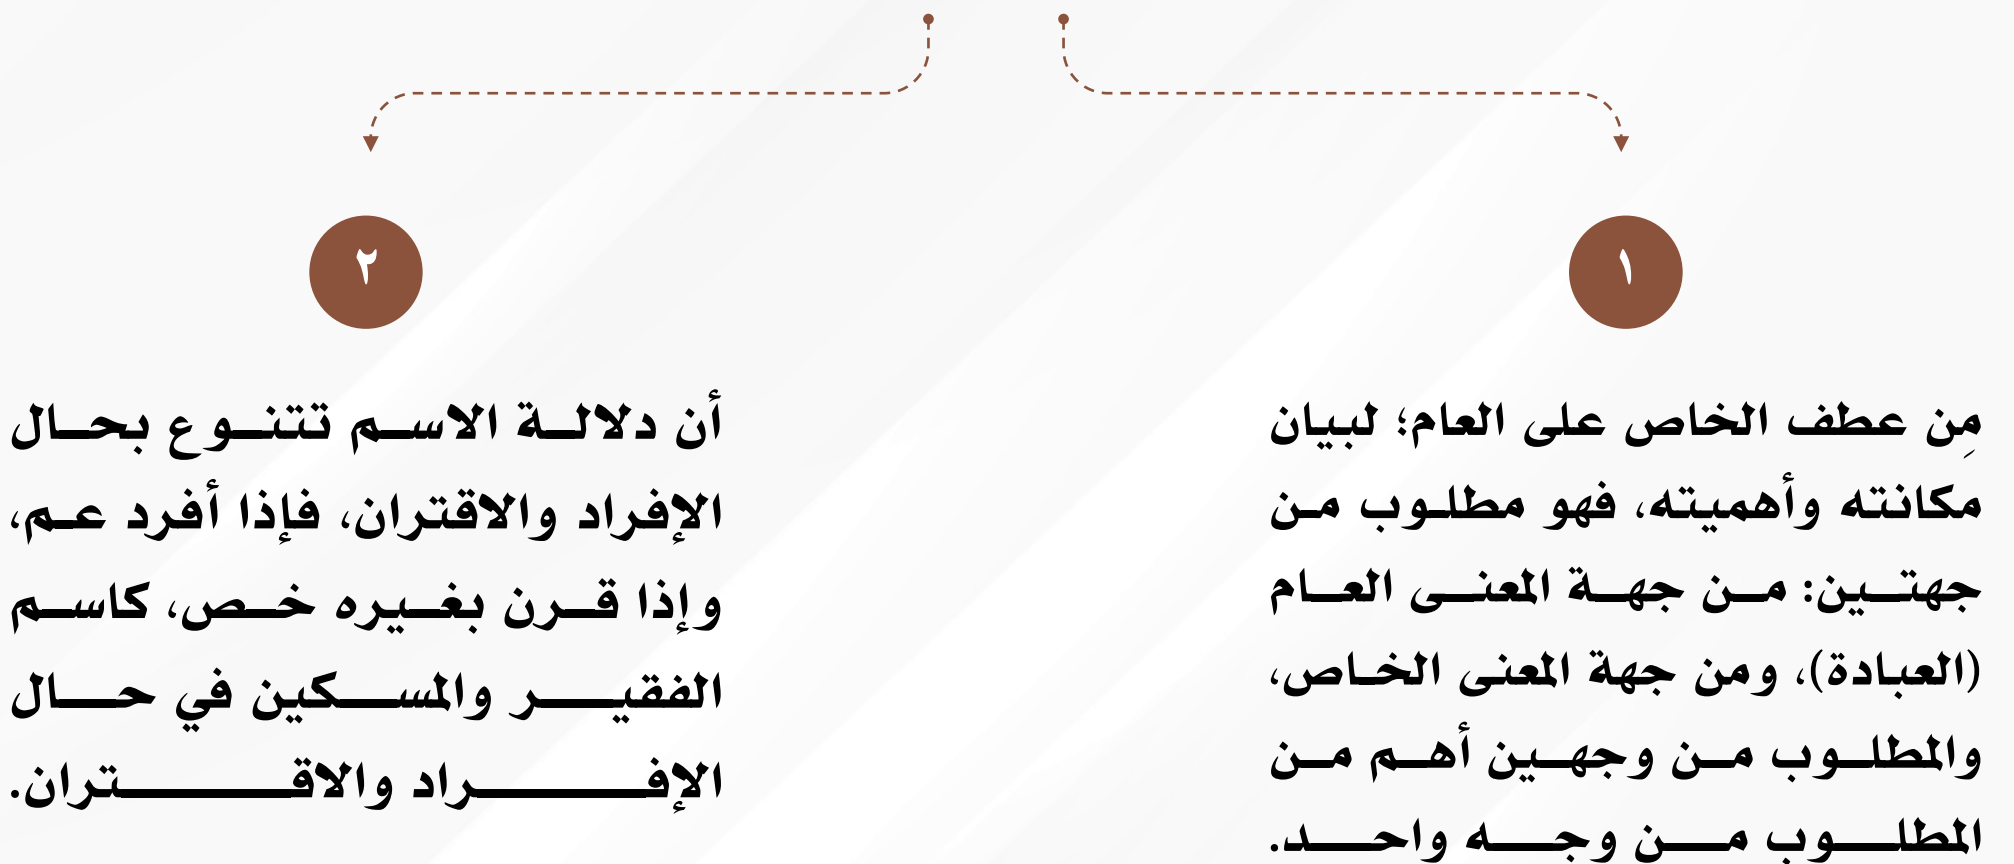 ١
مِن عطف الخاص على العام؛ لبيان
مكانته وأهميته، فهو مطلوب من
جهتين: من جهة المعنى العام
(العبادة)، ومن جهة المعنى الخاص،
والمطلوب من وجهين أهم من
المطلوب من وجه واحد.
٢
أن دلالة الاسم تتنوع بحال
الإفراد والاقتران، فإذا أفرد عم،
وإذا قرن بغيره خص، كاسم
الفقير والمسكين في حال
الإفراد والاقتران.